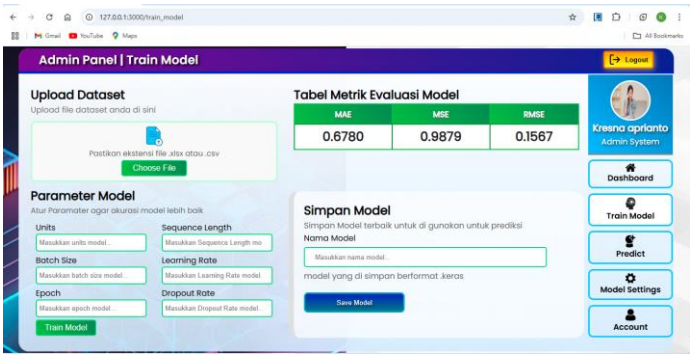 127.0.0.1:3000/train_model
Gmail YouTube Maps
All Bookmarks
Admin Panel | Train Model
Logout
Upload Dataset
Upload file dataset anda di sini
Pastikan ekstensi file .xlsx atau .csv
Choose File
Parameter Model
Atur Paromater agar akurasi model lebih baik
Units
Sequence Length
Masukkan units model...
Masukkan Sequence Length mo
Batch Size
Learning Rate
Masukkan batch size model...
Masukkan Learning Rate model.
Epoch
Dropout Rate
Masukkan epoch model...
Masukkan Dropout Rate model...
Train Model
Tabel Metrik Evaluasi Model
MAE MSE RMSE
0.6780 0.9879 0.1567
Simpan Model
Simpan Model terbaik untuk di gunakan untuk prediksi
Nama Model
Masukkan nama model...
model yang di simpan berformat .keras
Save Model
Kresna aprianto
Admin System
Dashboard
Train Model
Predict
Model Settings
Account